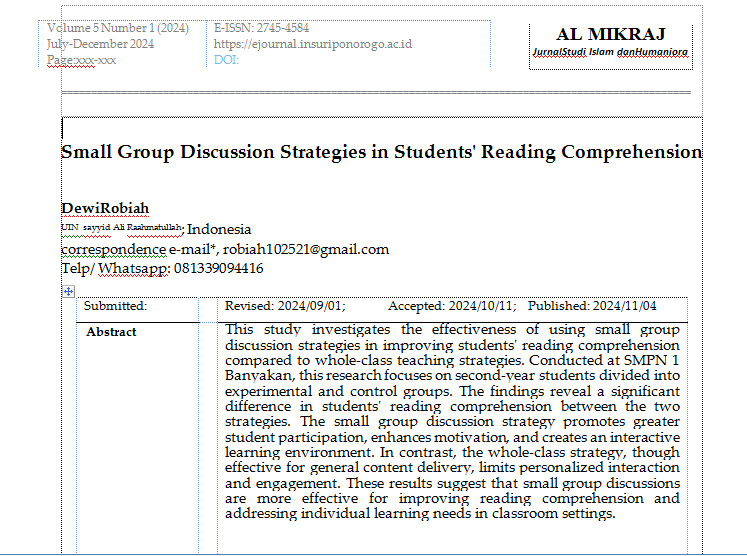 Volume 5 Number 1 (2024)
July-December 2024
Page:xxx-xxx
E-ISSN: 2745-4584
https://ejournal.insuriponorogo.ac.id
DOI:
AL MIKRAJ
JurnalStudi Islam danHumaniora
Small Group Discussion Strategies in Students' Reading Comprehension
DewiRobiah
UIN sayyid Ali Raahmatullah; Indonesia
correspondence e-mail*, robiah102521@gmail.com
Telp/ Whatsapp: 081339094416
Submitted: Revised: 2024/09/01; Accepted: 2024/10/11; Published: 2024/11/04
Abstract
This study investigates the effectiveness of using small group
discussion strategies in improving students' reading comprehension
compared to whole-class teaching strategies. Conducted at SMPN 1
Banyakan, this research focuses on second-year students divided into
experimental and control groups. The findings reveal a significant
difference in students' reading comprehension between the two
strategies. The small group discussion strategy promotes greater
student participation, enhances motivation, and creates an interactive
learning environment. In contrast, the whole-class strategy, though
effective for general content delivery, limits personalized interaction
and engagement. These results suggest that small group discussions
are more effective for improving reading comprehension and
addressing individual learning needs in classroom settings.